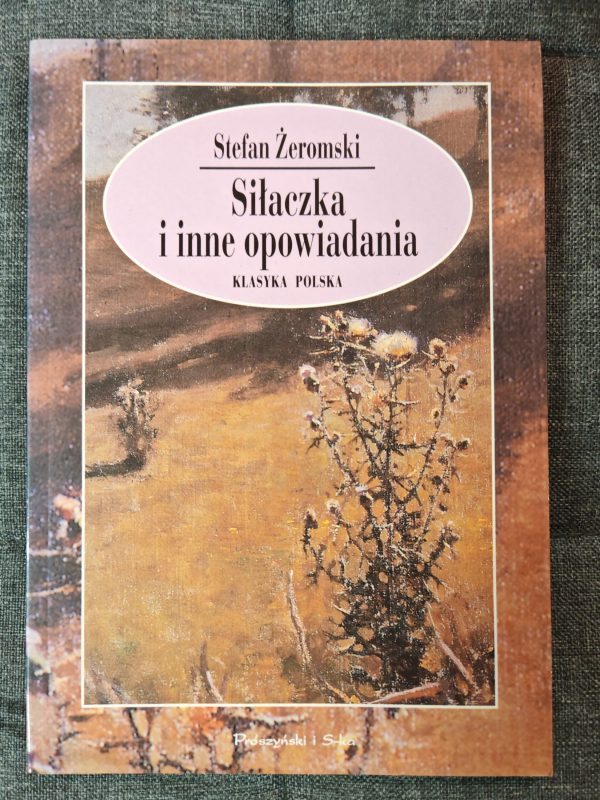 Stefan Żeromski
Siłaczka
i inne opowiadania
KLASYKA POLSKA
Prószyński i S-ka